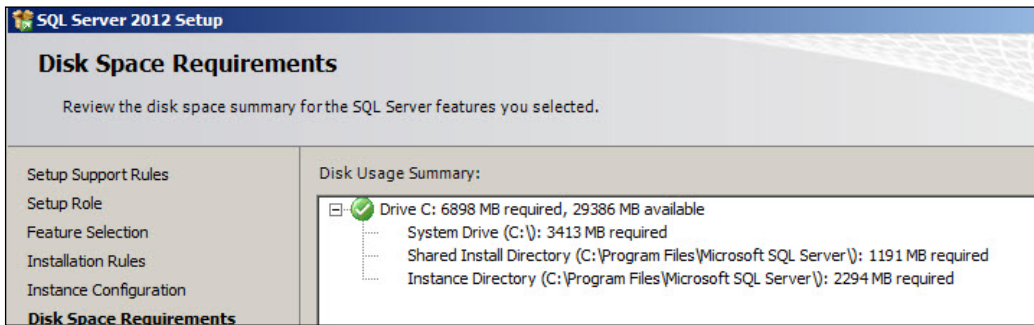 SQL Server 2012 Setup
Disk Space Requirements
Review the disk space summary for the SQL Server features you selected.
Setup Support Rules
Setup Role
Feature Selection
Installation Rules
Instance Configuration
Disk Space Requirements
Disk Usage Summary:
Drive C: 6898 MB required, 29386 MB available
System Drive (C:\): 3413 MB required
Shared Install Directory (C:\Program Files\Microsoft SQL Server\): 1191 MB required
Instance Directory (C:\Program Files\Microsoft SQL Server\): 2294 MB required